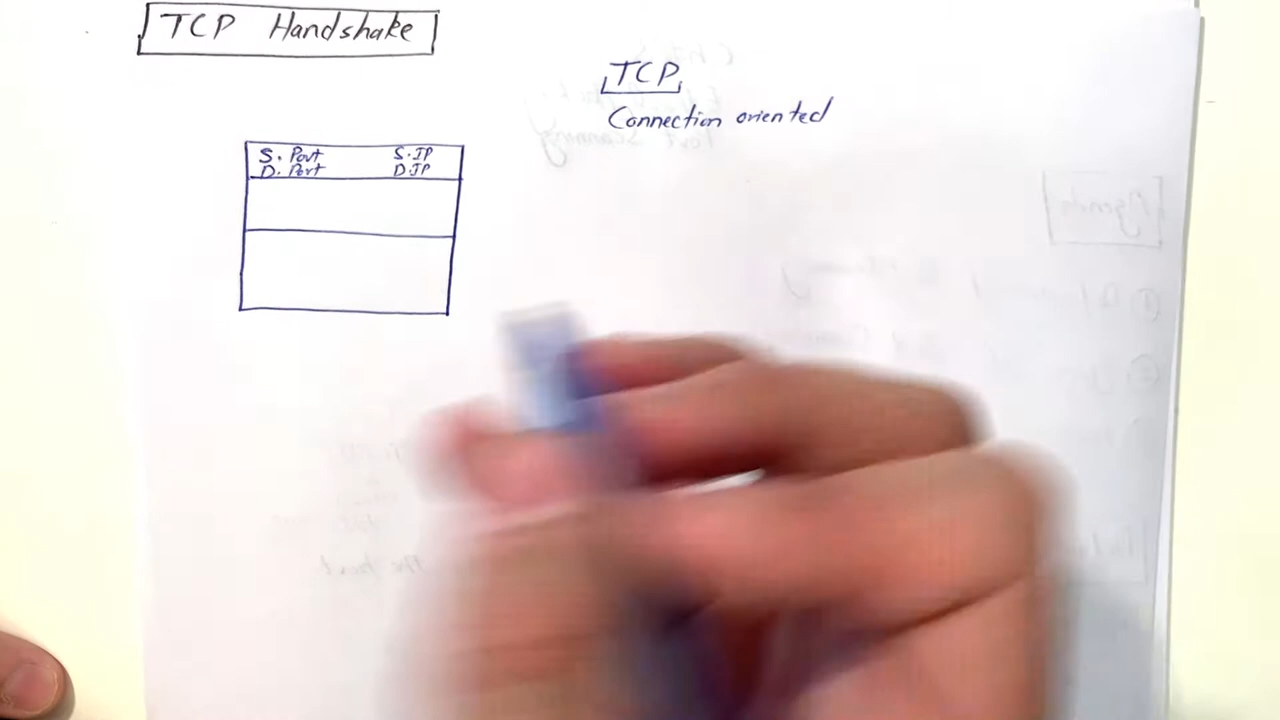 TCP Handshake
TCP
Connection oriented
S. Port S.IP
D. Port D.IP